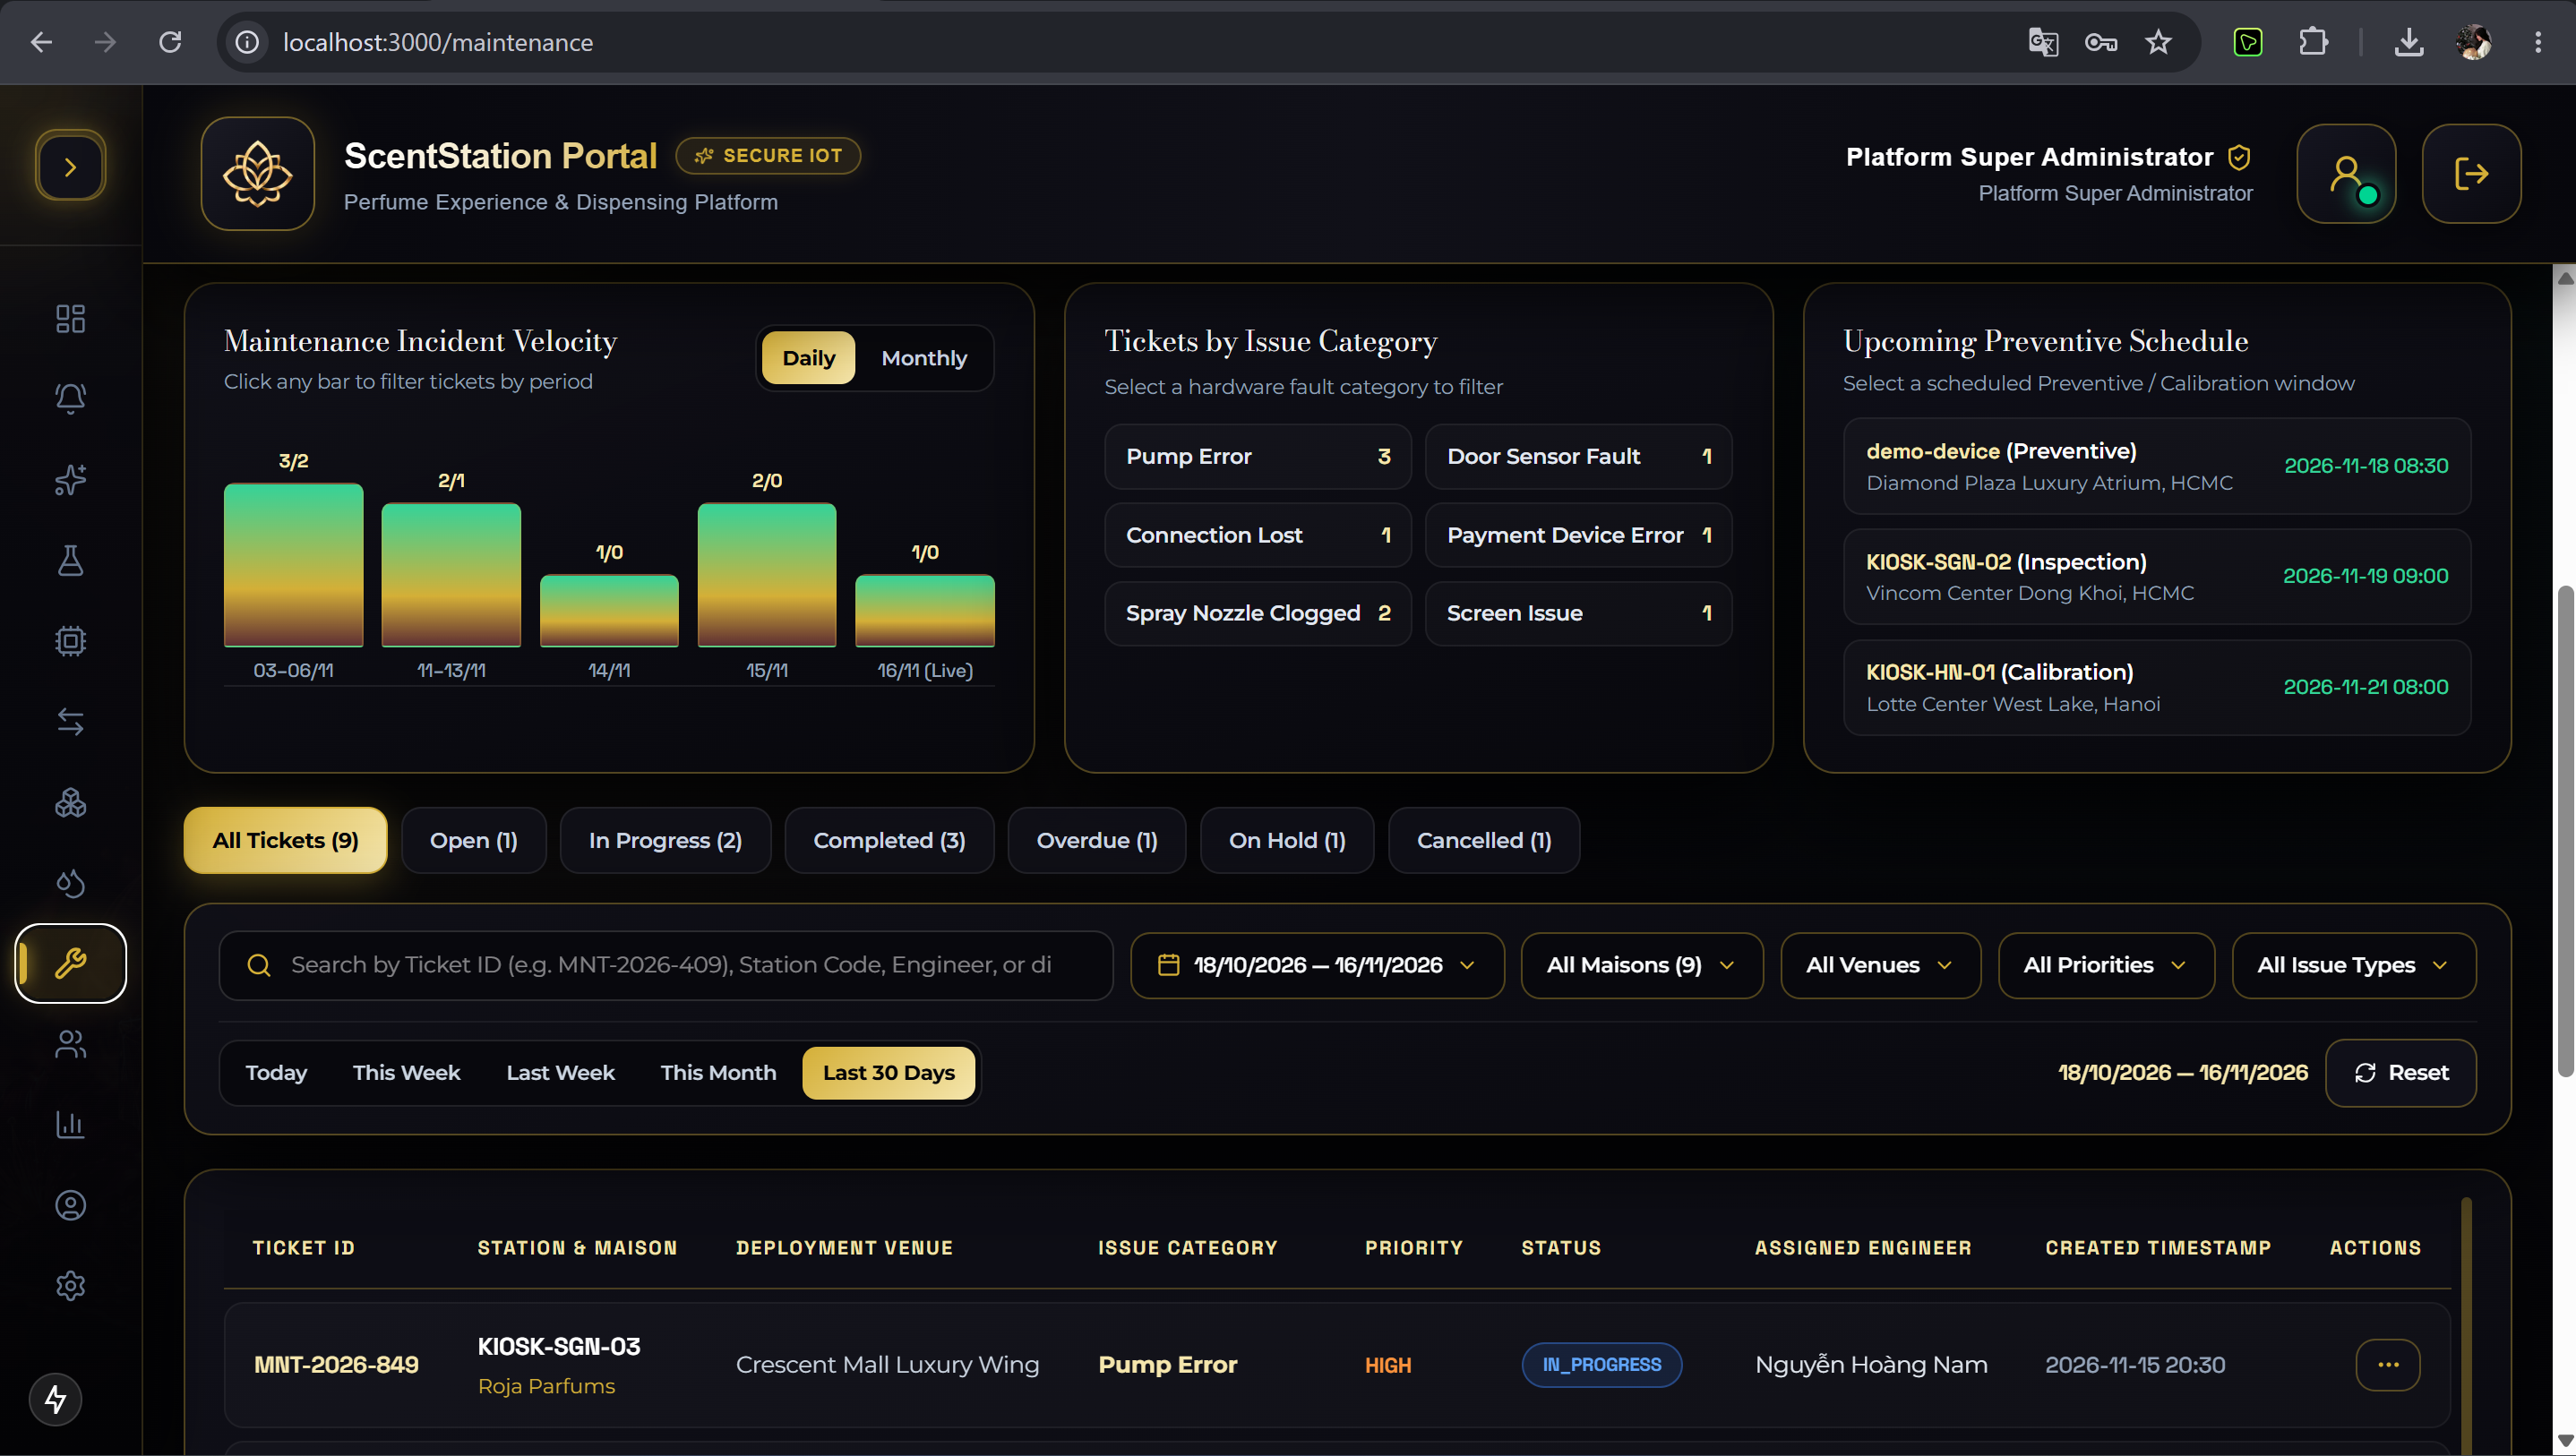 localhost:3000/maintenance
ScentStation Portal
SECURE IOT
Perfume Experience & Dispensing Platform
Platform Super Administrator
Platform Super Administrator
Maintenance Incident Velocity
Click any bar to filter tickets by period
Daily
Monthly
3/2
2/1
1/0
2/0
1/0
03–06/11
11–13/11
14/11
15/11
16/11 (Live)
Tickets by Issue Category
Select a hardware fault category to filter
Pump Error 3
Door Sensor Fault 1
Connection Lost 1
Payment Device Error 1
Spray Nozzle Clogged 2
Screen Issue 1
Upcoming Preventive Schedule
Select a scheduled Preventive / Calibration window
demo-device (Preventive)
Diamond Plaza Luxury Atrium, HCMC
2026-11-18 08:30
KIOSK-SGN-02 (Inspection)
Vincom Center Dong Khoi, HCMC
2026-11-19 09:00
KIOSK-HN-01 (Calibration)
Lotte Center West Lake, Hanoi
2026-11-21 08:00
All Tickets (9)
Open (1)
In Progress (2)
Completed (3)
Overdue (1)
On Hold (1)
Cancelled (1)
Search by Ticket ID (e.g. MNT-2026-409), Station Code, Engineer, or di
18/10/2026 — 16/11/2026
All Maisons (9)
All Venues
All Priorities
All Issue Types
Today
This Week
Last Week
This Month
Last 30 Days
18/10/2026 — 16/11/2026
Reset
TICKET ID
STATION & MAISON
DEPLOYMENT VENUE
ISSUE CATEGORY
PRIORITY
STATUS
ASSIGNED ENGINEER
CREATED TIMESTAMP
ACTIONS
MNT-2026-849
KIOSK-SGN-03
Roja Parfums
Crescent Mall Luxury Wing
Pump Error
HIGH
IN_PROGRESS
Nguyễn Hoàng Nam
2026-11-15 20:30